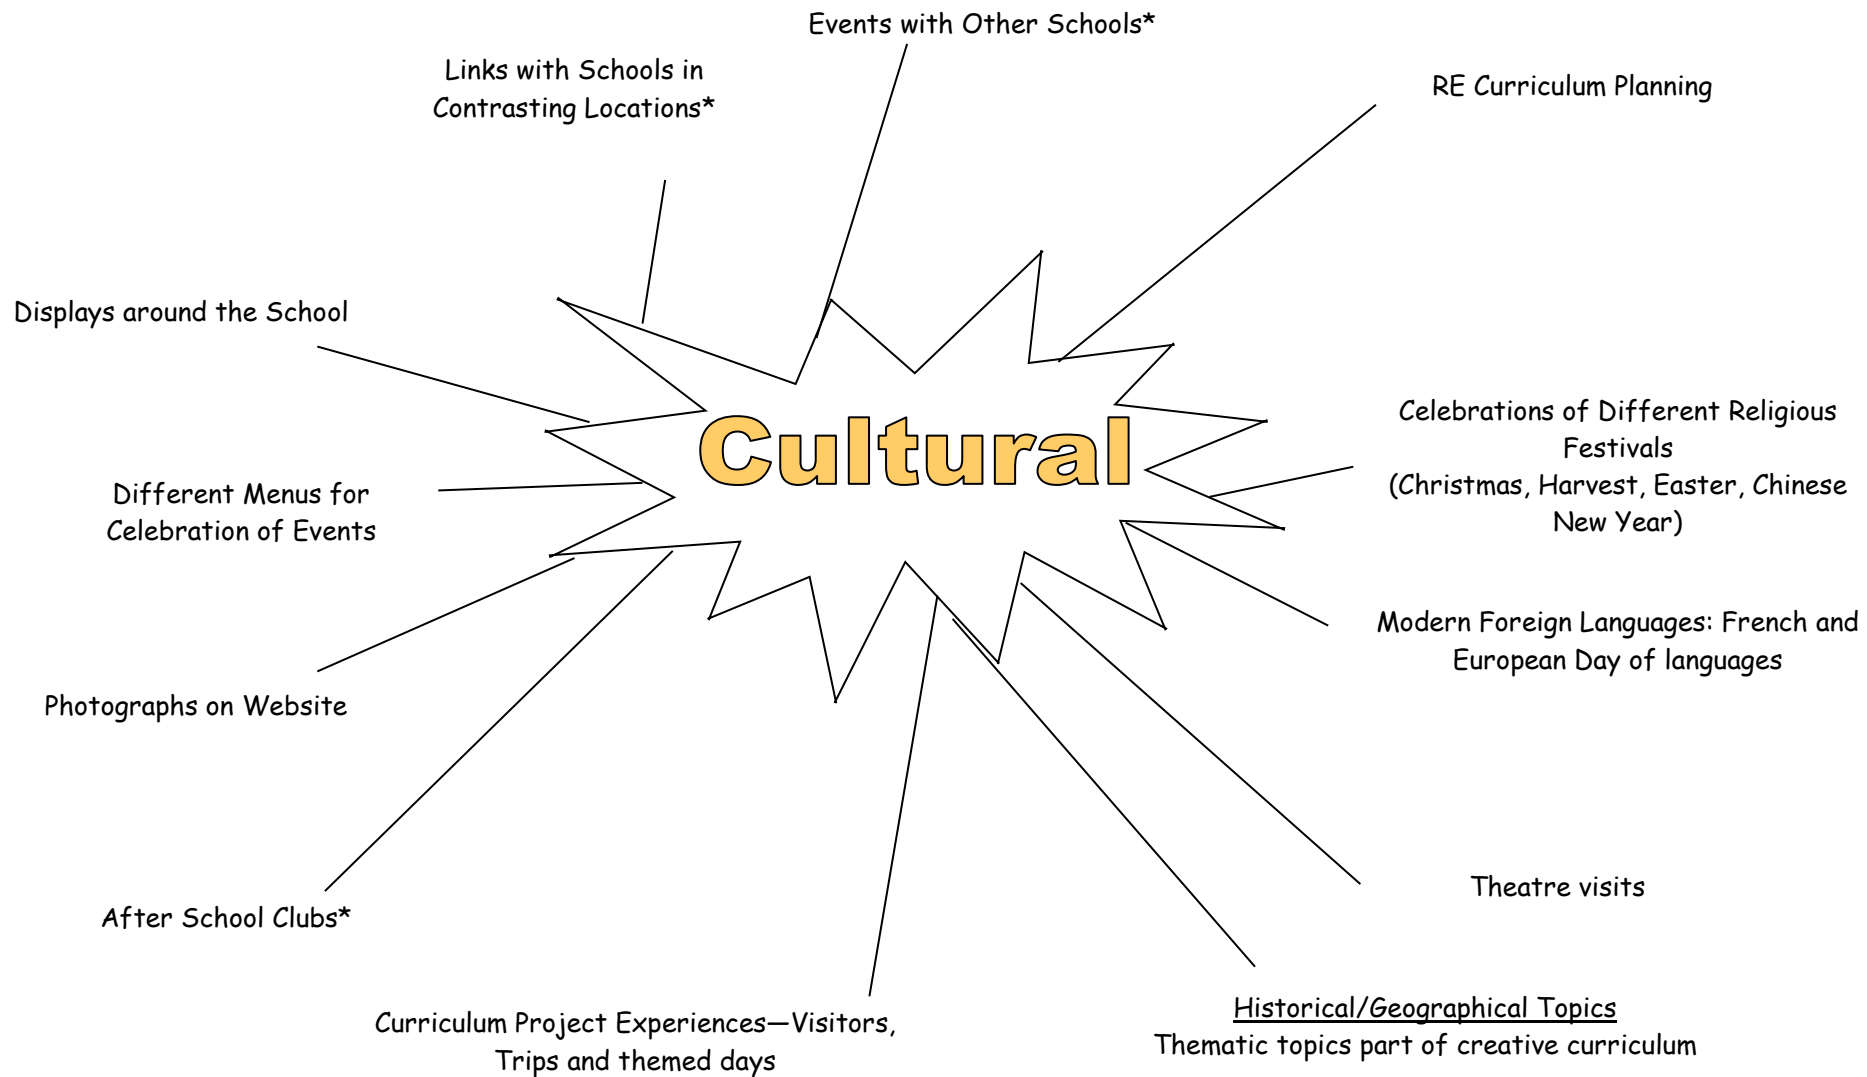 Events with Other Schools*
Links with Schools in
Contrasting Locations*
RE Curriculum Planning
Displays around the School
Cultural
Celebrations of Different Religious
Festivals
(Christmas, Harvest, Easter, Chinese
New Year)
Different Menus for
Celebration of Events
Modern Foreign Languages: French and
European Day of languages
Photographs on Website
Theatre visits
After School Clubs*
Historical/Geographical Topics
Thematic topics part of creative curriculum
Curriculum Project Experiences—Visitors,
Trips and themed days